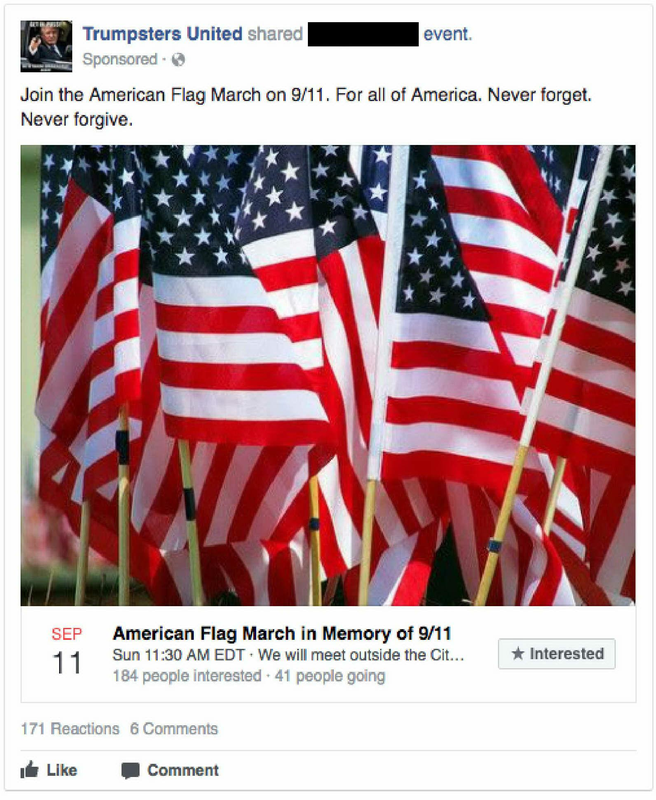 Trumpsters United shared event.
Sponsored ·
Join the American Flag March on 9/11. For all of America. Never forget.
Never forgive.
SEP
11
American Flag March in Memory of 9/11
Sun 11:30 AM EDT · We will meet outside the Cit...
184 people interested · 41 people going
★ Interested
171 Reactions 6 Comments
Like Comment